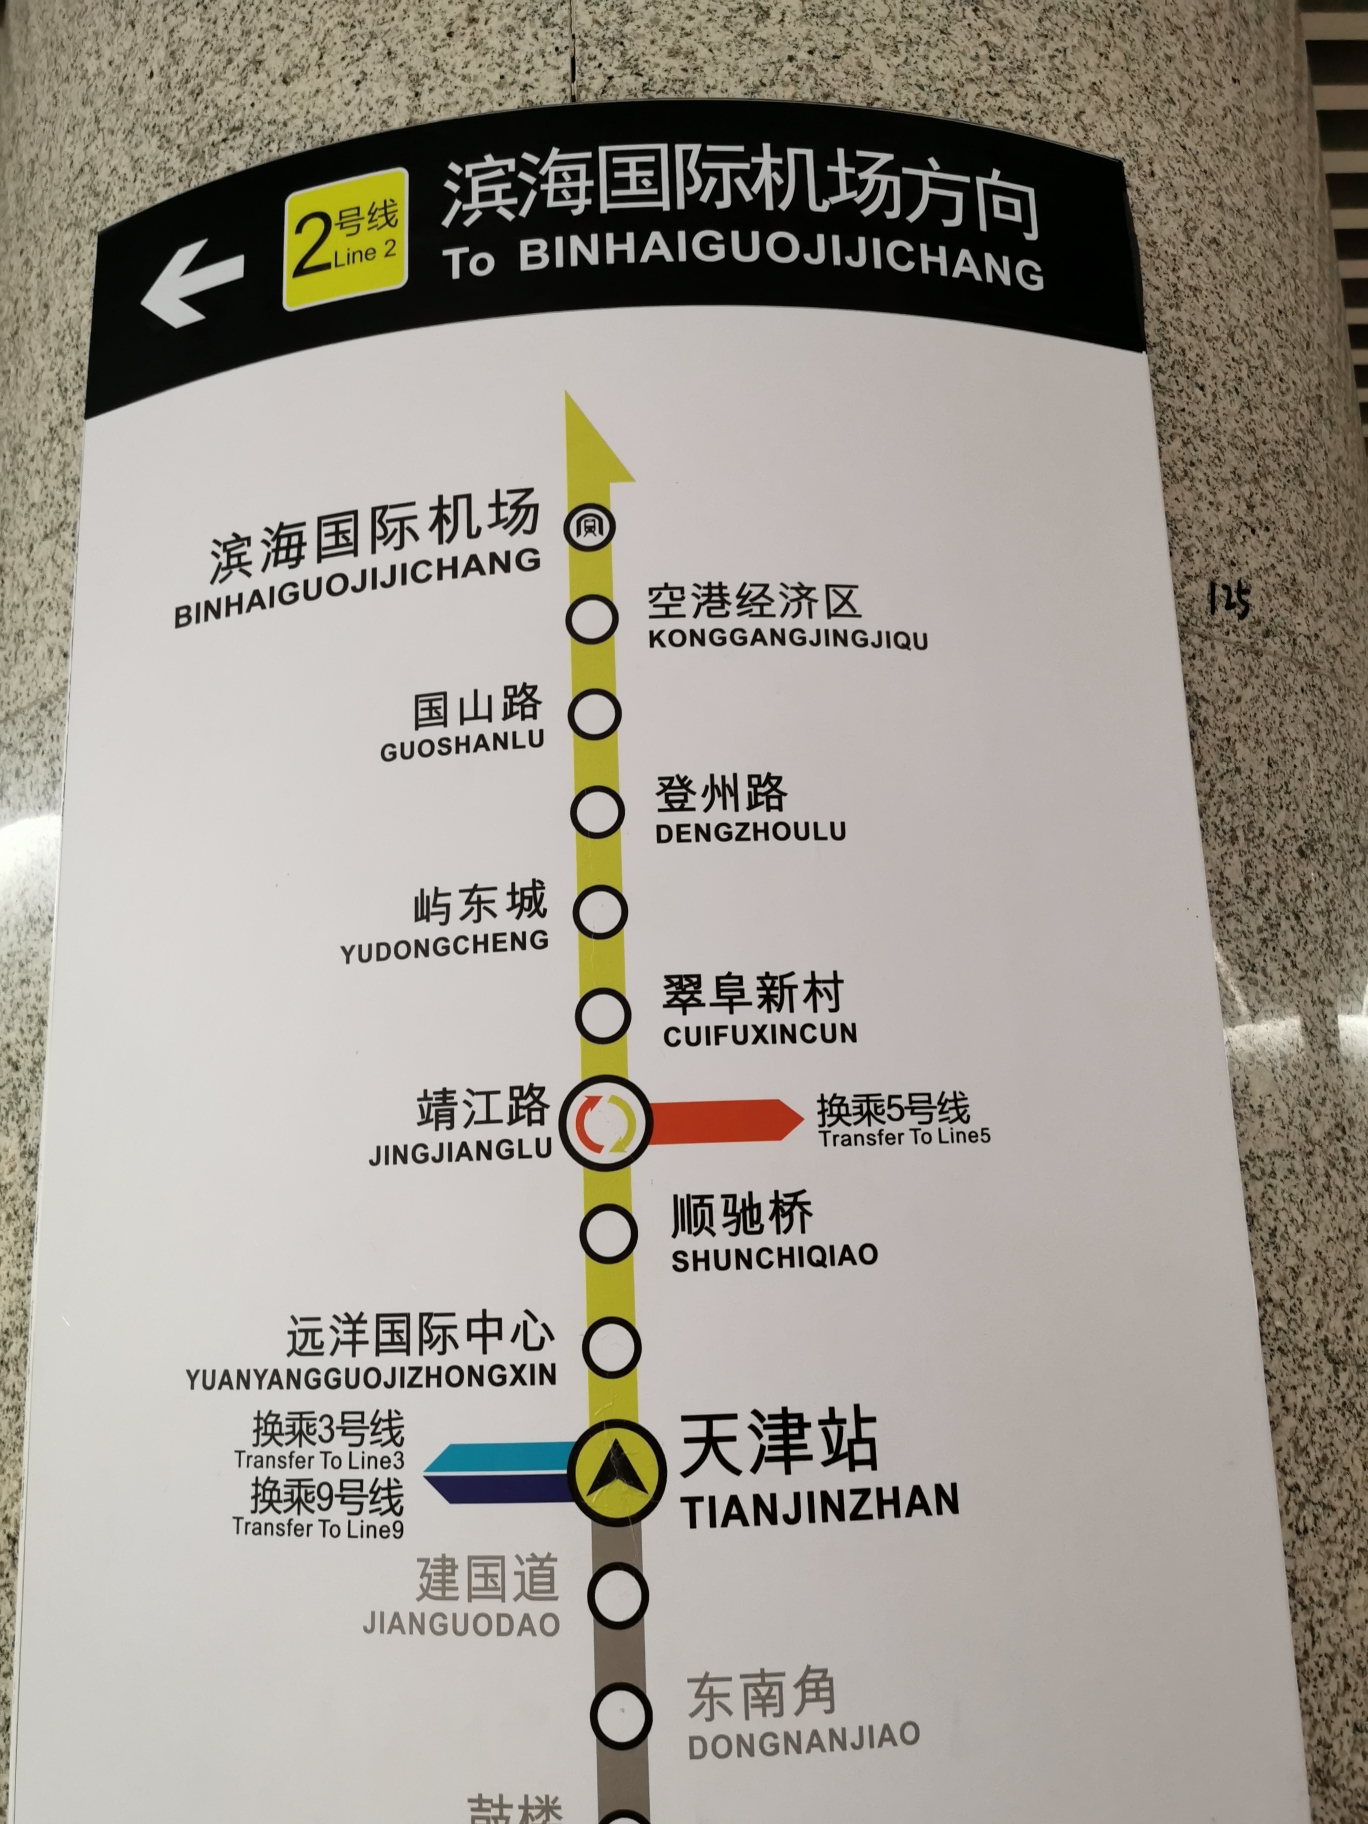 2号线
Line 2
滨海国际机场方向
To BINHAIGUOJIJICHANG
滨海国际机场
BINHAIGUOJIJICHANG
空港经济区
KONGGANGJINGJIQU
125
国山路
GUOSHANLU
登州路
DENGZHOULU
屿东城
YUDONGCHENG
翠阜新村
CUIFUXINCUN
靖江路
JINGJIANGLU
换乘5号线
Transfer To Line5
顺驰桥
SHUNCHIQIAO
远洋国际中心
YUANYANGGUOJIZHONGXIN
换乘3号线
Transfer To Line3
换乘9号线
Transfer To Line9
天津站
TIANJINZHAN
建国道
JIANGUODAO
东南角
DONGNANJIAO
鼓楼